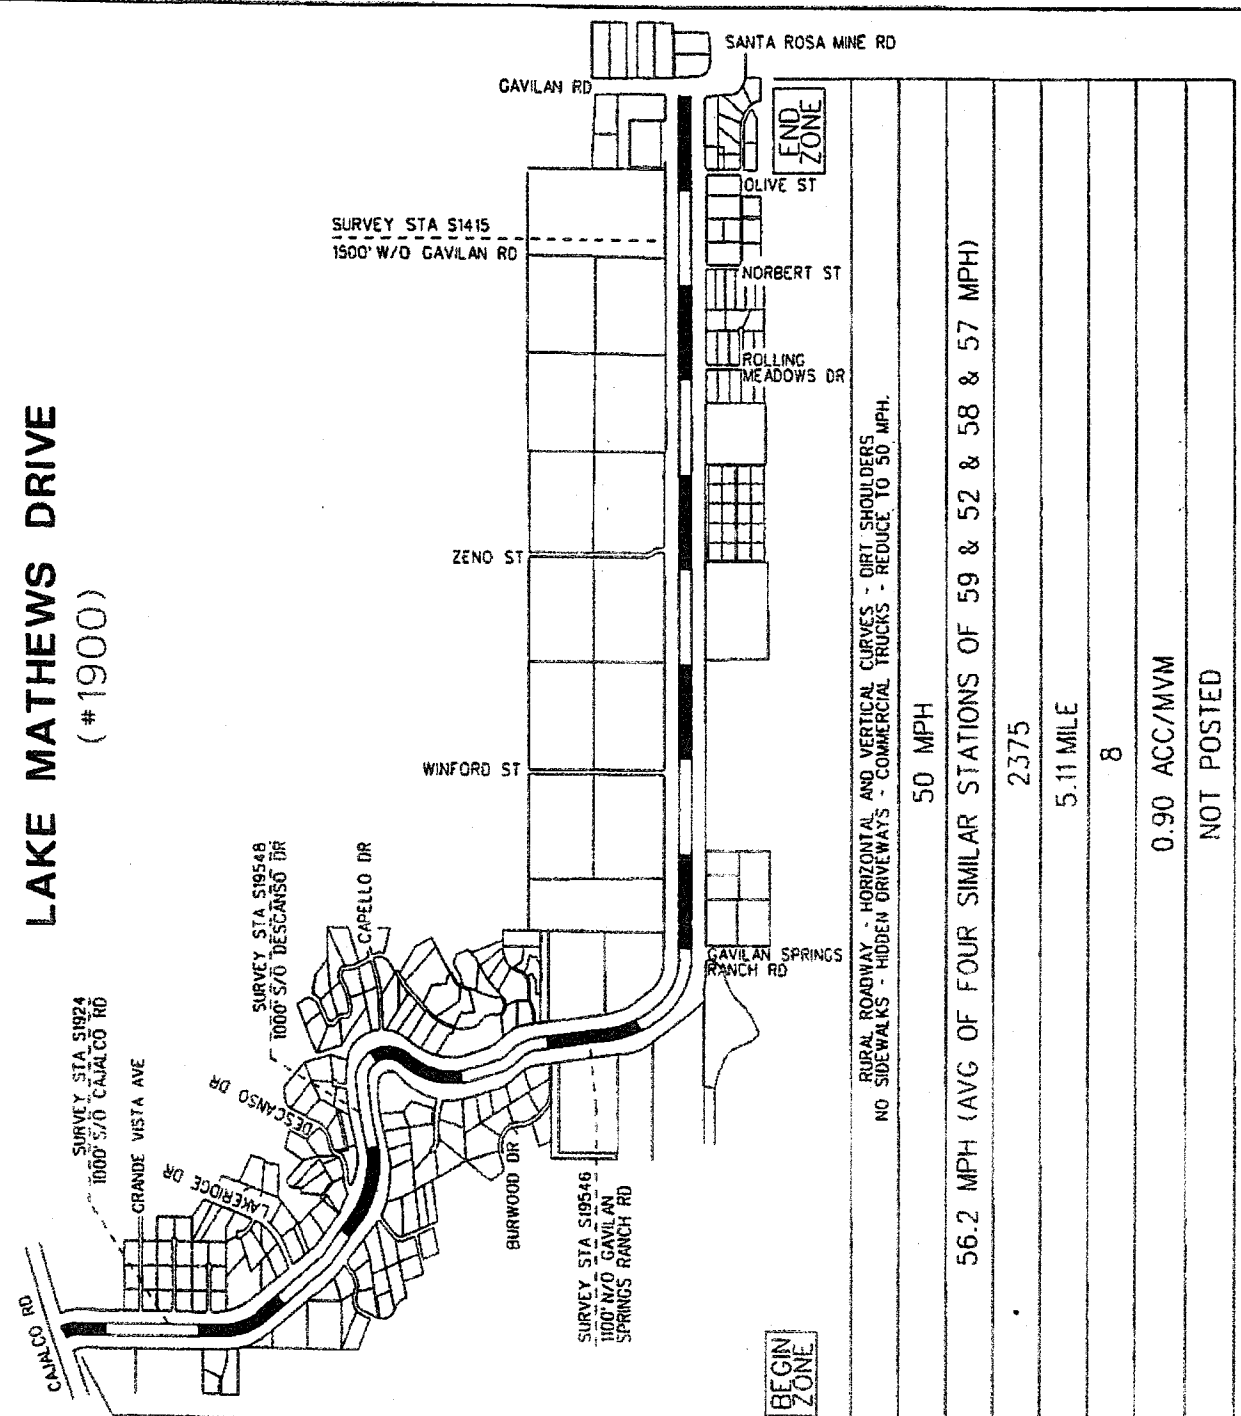 LAKE MATHEWS DRIVE
(#1900)
SANTA ROSA MINE RD
GAVILAN RD
END
ZONE
OLIVE ST
SURVEY STA S1415
1500' W/O GAVILAN RD
NORBERT ST
ROLLING
MEADOWS DR
ZENO ST
WINFORD ST
SURVEY STA S19548
1000' S/O DESCANSO DR
CAPELLO DR
GAVILAN SPRINGS
RANCH RD
SURVEY STA S1924
1000' S/O CAJALCO RD
GRANDE VISTA AVE
DESCANSO DR
LAKERIDGE DR
BURWOOD DR
SURVEY STA S19546
1100' N/O GAVILAN
SPRINGS RANCH RD
CAJALCO RD
BEGIN
ZONE
RURAL ROADWAY - HORIZONTAL AND VERTICAL CURVES - DIRT SHOULDERS
NO SIDEWALKS - HIDDEN DRIVEWAYS - COMMERCIAL TRUCKS - REDUCE TO 50 MPH.
50 MPH
56.2 MPH (AVG OF FOUR SIMILAR STATIONS OF 59 & 52 & 58 & 57 MPH)
2375
5.11 MILE
8
0.90 ACC/MVM
NOT POSTED